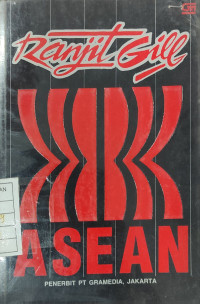 Ranjit Gill
ASEAN
PENERBIT PT GRAMEDIA, JAKARTA